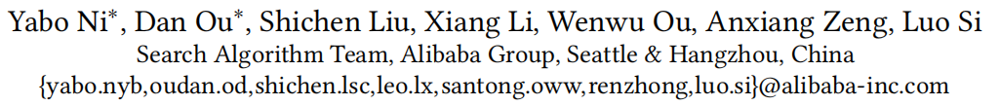 Yabo Ni*, Dan Ou*, Shichen Liu, Xiang Li, Wenwu Ou, Anxiang Zeng, Luo Si
Search Algorithm Team, Alibaba Group, Seattle & Hangzhou, China
{yabo.nyb,oudan.od,shichen.lsc,leo.lx,santong.oww,renzhong,luo.si}@alibaba-inc.com